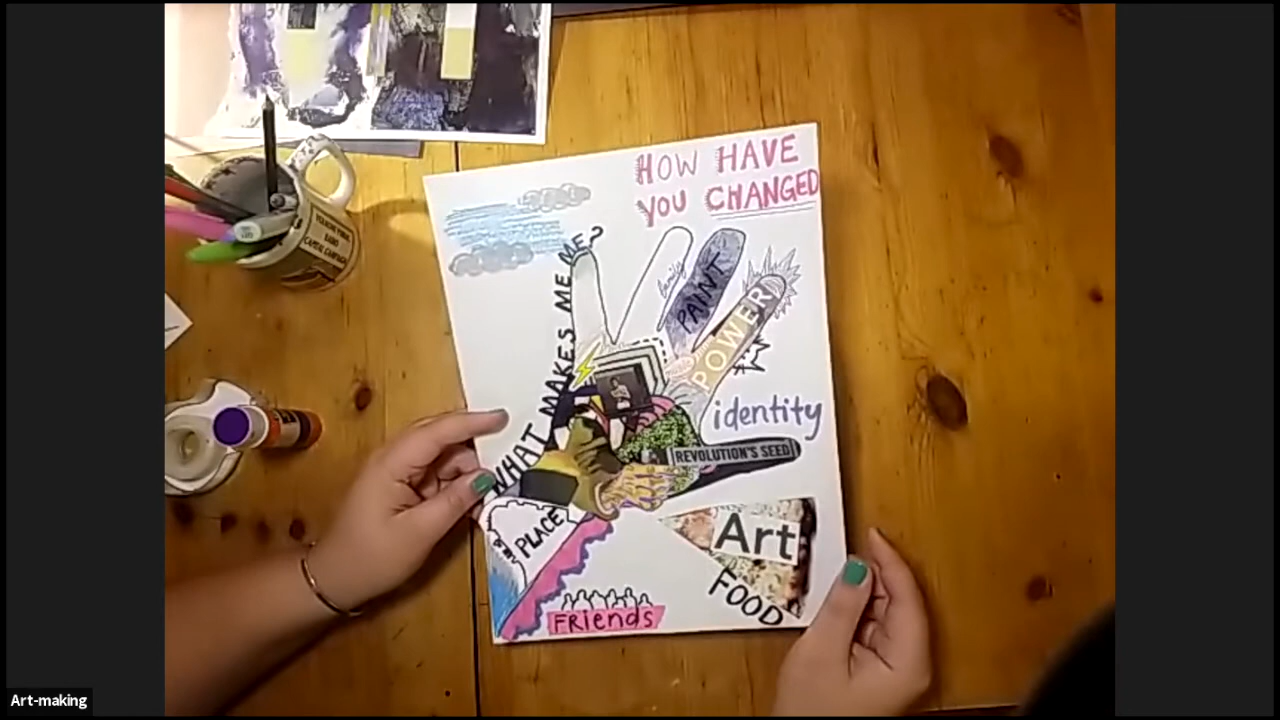 HOW HAVE
YOU CHANGED
WHAT MAKES ME ME?
family
PAINT
POWER
identity
REVOLUTION'S SEED
PLACE
Art
FOOD
FRiends
Art-making